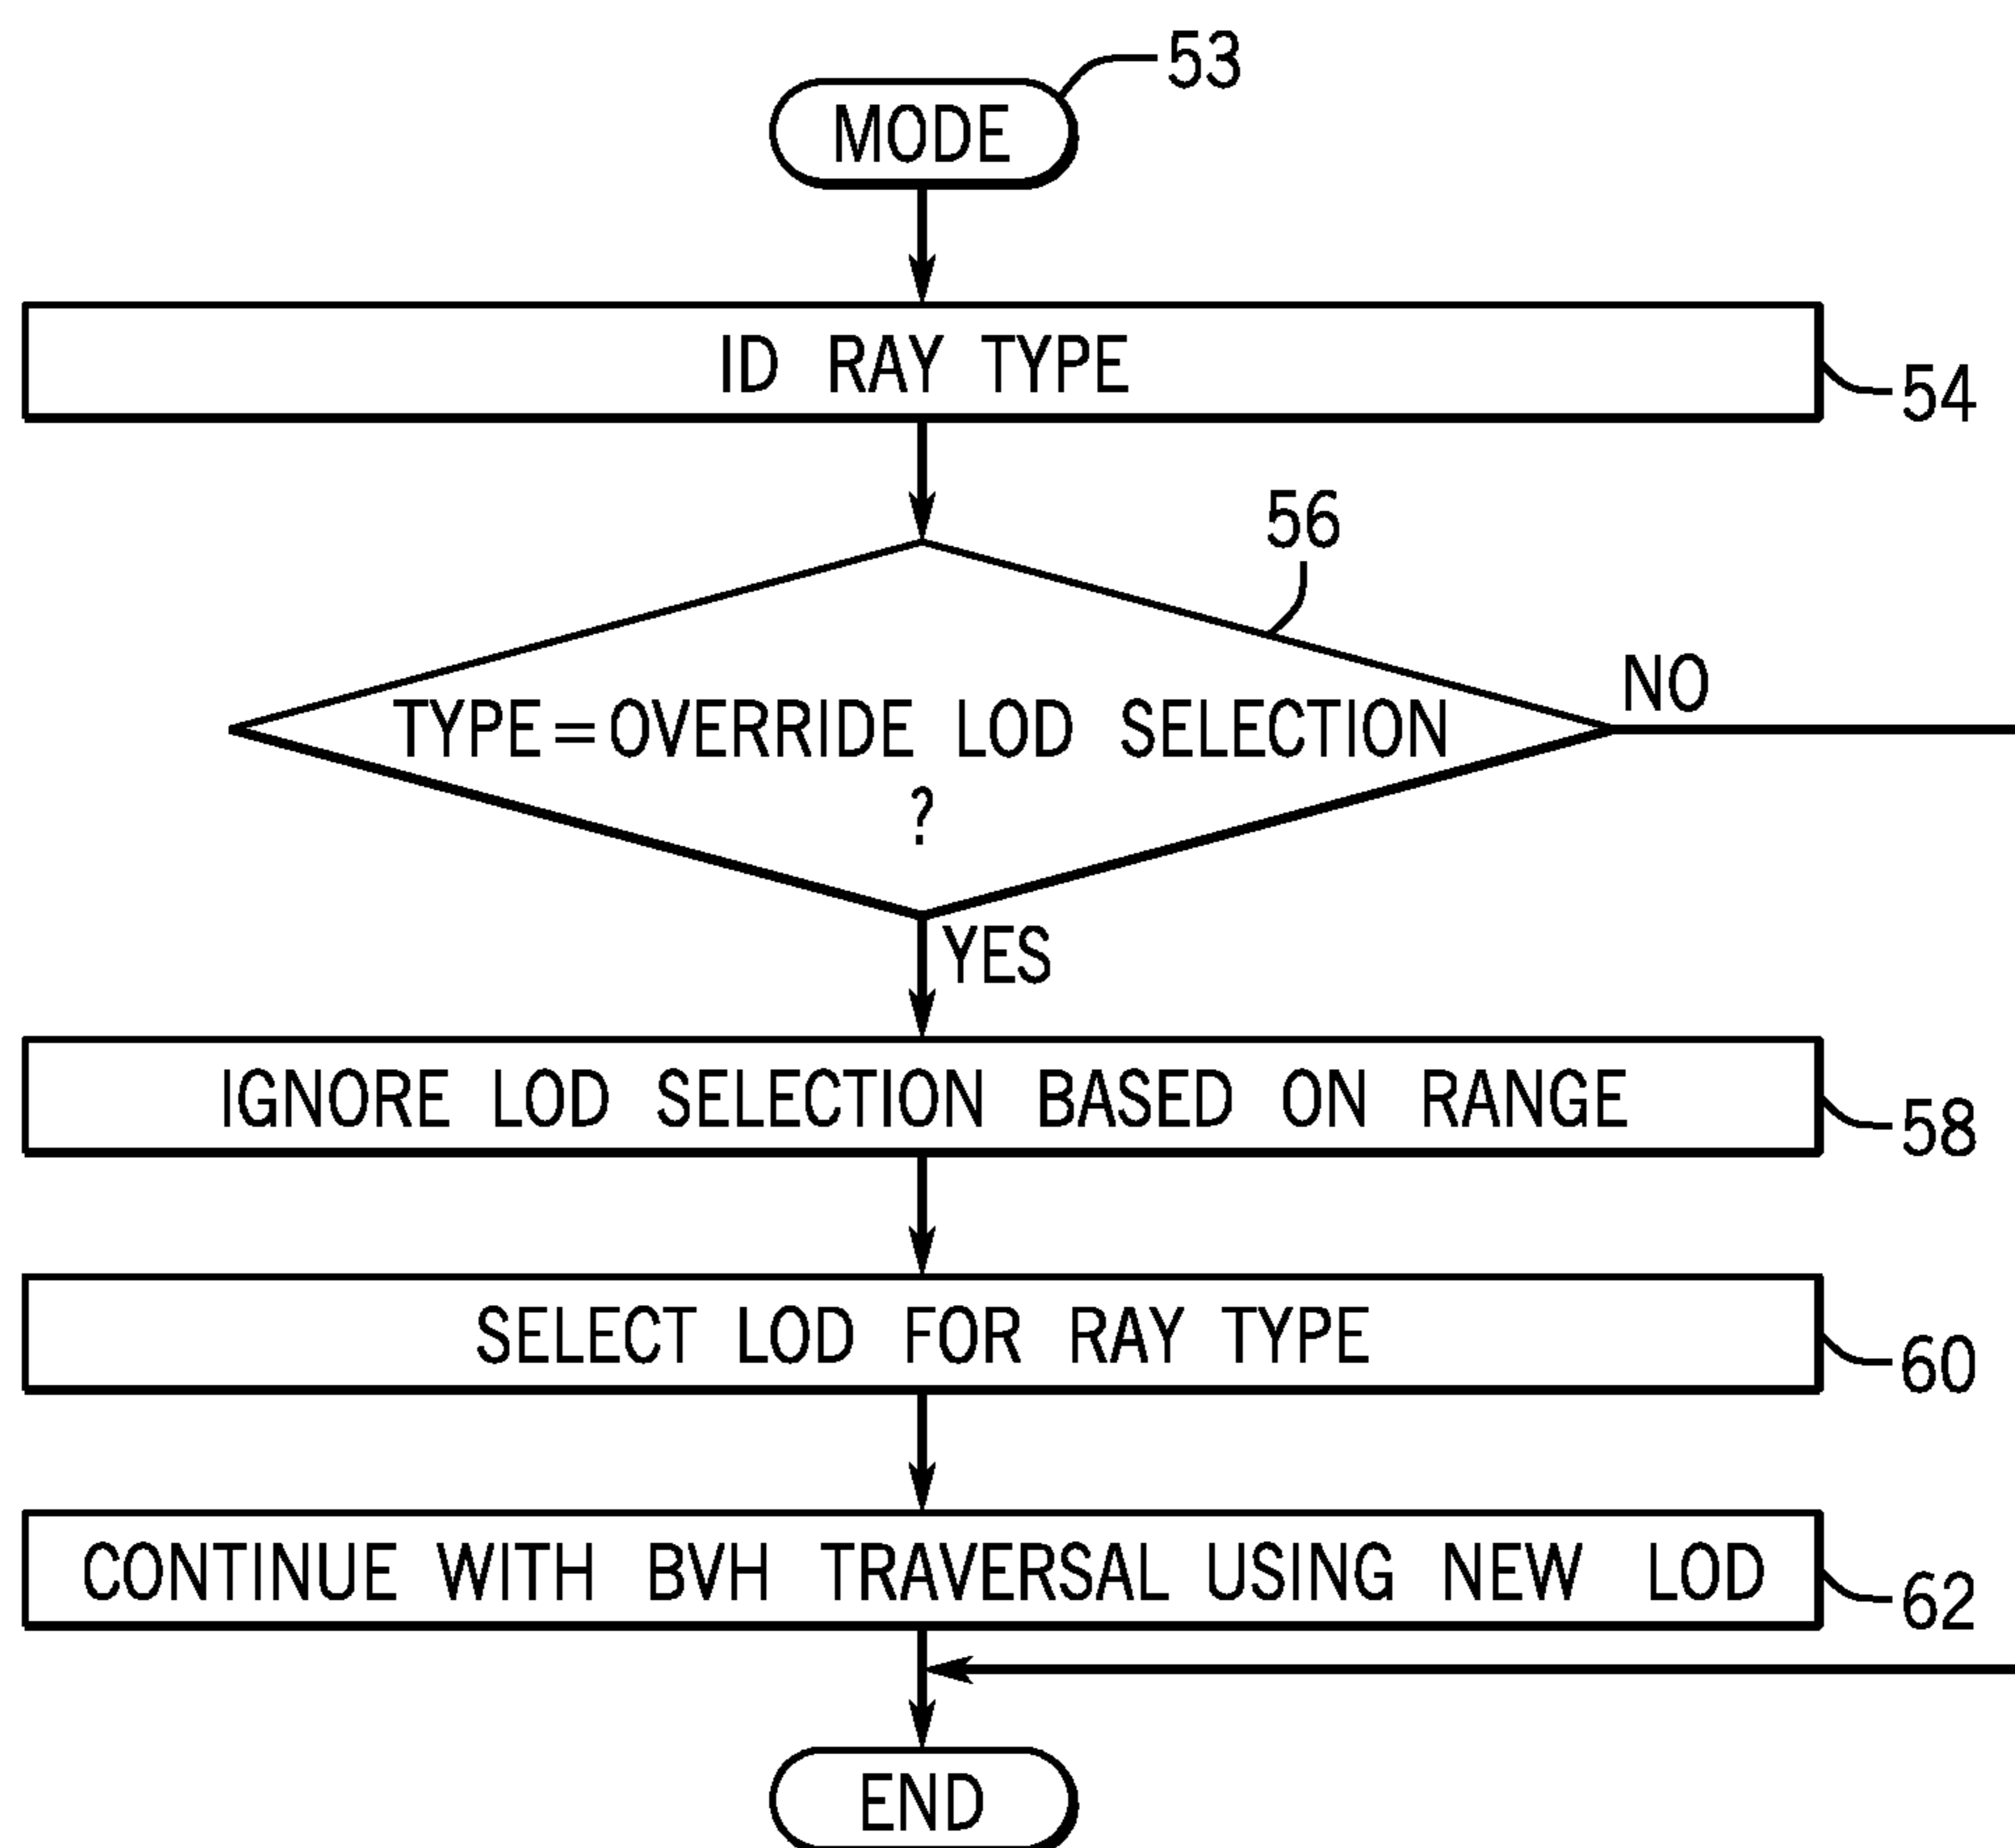 53
MODE
ID RAY TYPE
54
56
NO
TYPE=OVERRIDE LOD SELECTION
?
YES
IGNORE LOD SELECTION BASED ON RANGE
58
SELECT LOD FOR RAY TYPE
60
CONTINUE WITH BVH TRAVERSAL USING NEW LOD
62
END